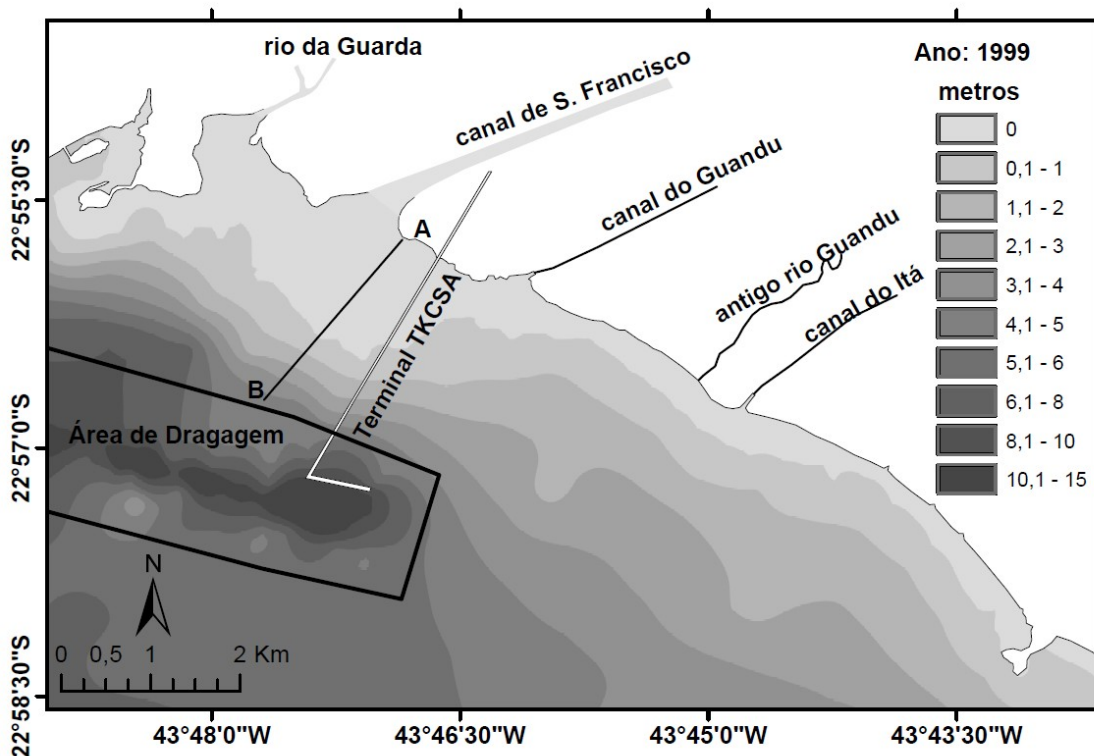 rio da Guarda
canal de S. Francisco
canal do Guandu
antigo rio Guandu
canal do Itá
A
B
Terminal TKCSA
Área de Dragagem
N
0 0,5 1 2 Km
Ano: 1999
metros
0
0,1 - 1
1,1 - 2
2,1 - 3
3,1 - 4
4,1 - 5
5,1 - 6
6,1 - 8
8,1 - 10
10,1 - 15
22°55'30"S
22°57'0"S
22°58'30"S
43°48'0"W
43°46'30"W
43°45'0"W
43°43'30"W